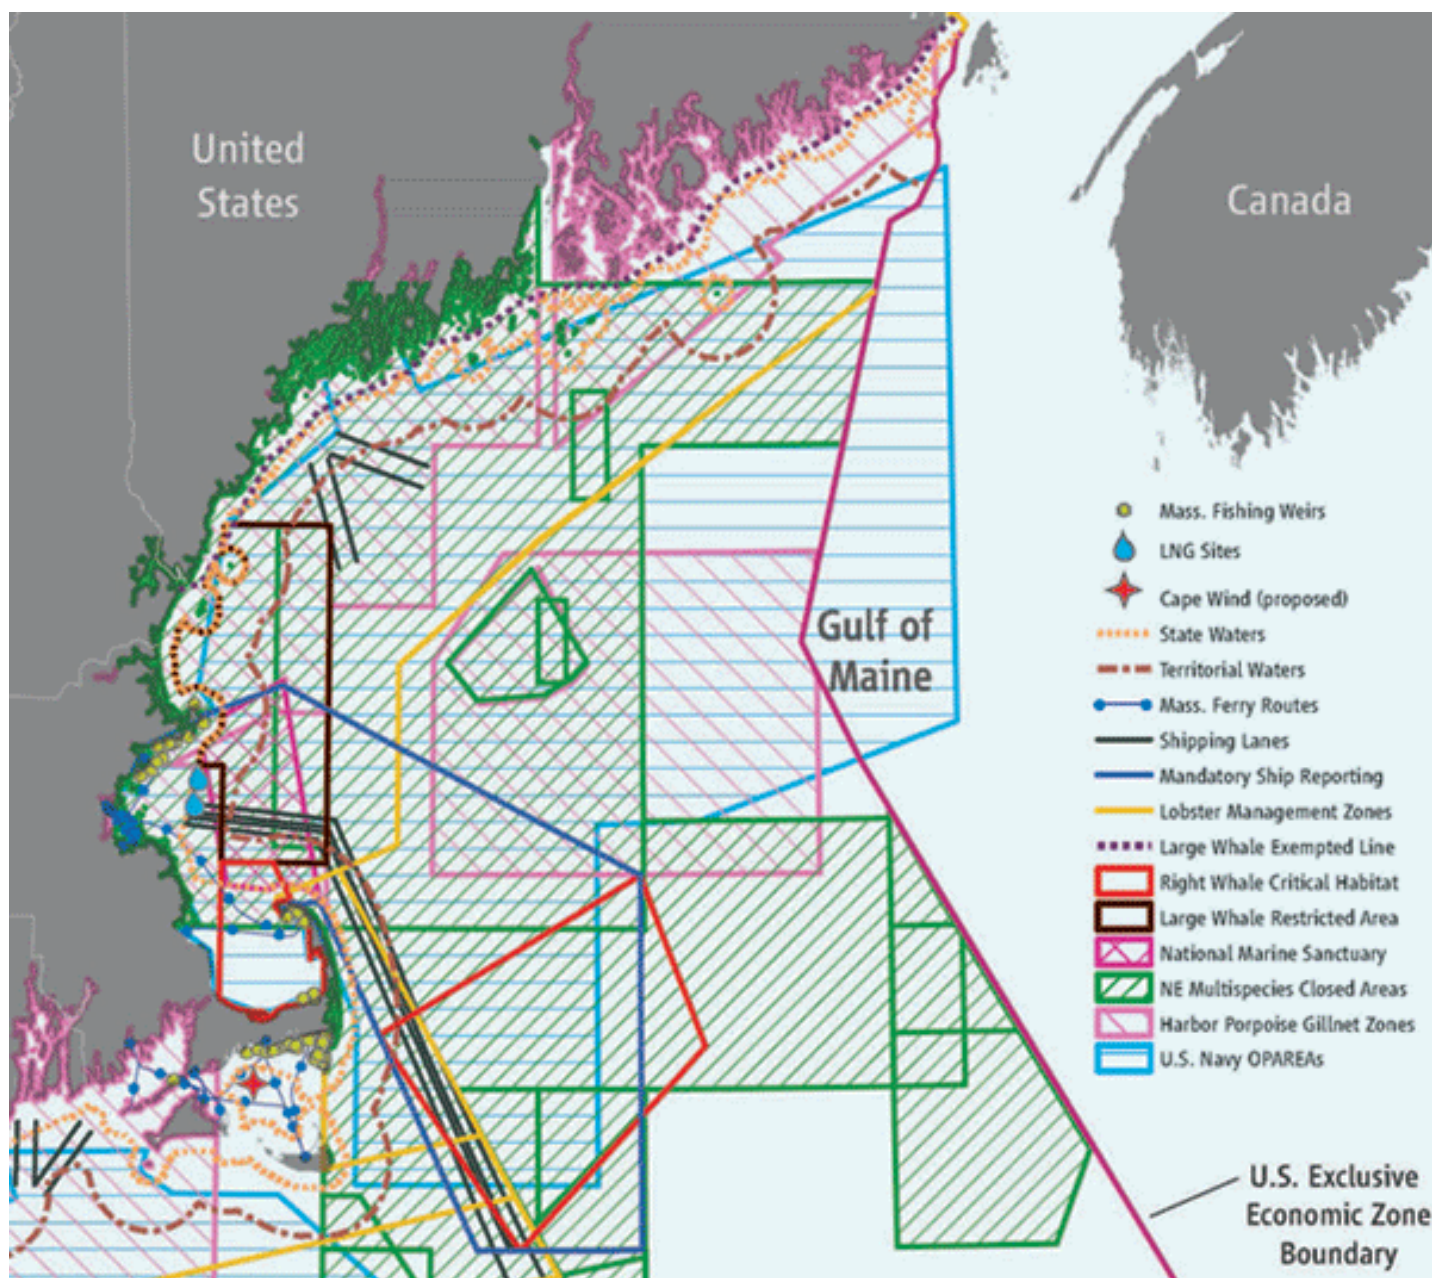 United
States
Canada
Gulf of
Maine
Mass. Fishing Weirs
LNG Sites
Cape Wind (proposed)
State Waters
Territorial Waters
Mass. Ferry Routes
Shipping Lanes
Mandatory Ship Reporting
Lobster Management Zones
Large Whale Exempted Line
Right Whale Critical Habitat
Large Whale Restricted Area
National Marine Sanctuary
NE Multispecies Closed Areas
Harbor Porpoise Gillnet Zones
U.S. Navy OPAREAs
U.S. Exclusive
Economic Zone
Boundary